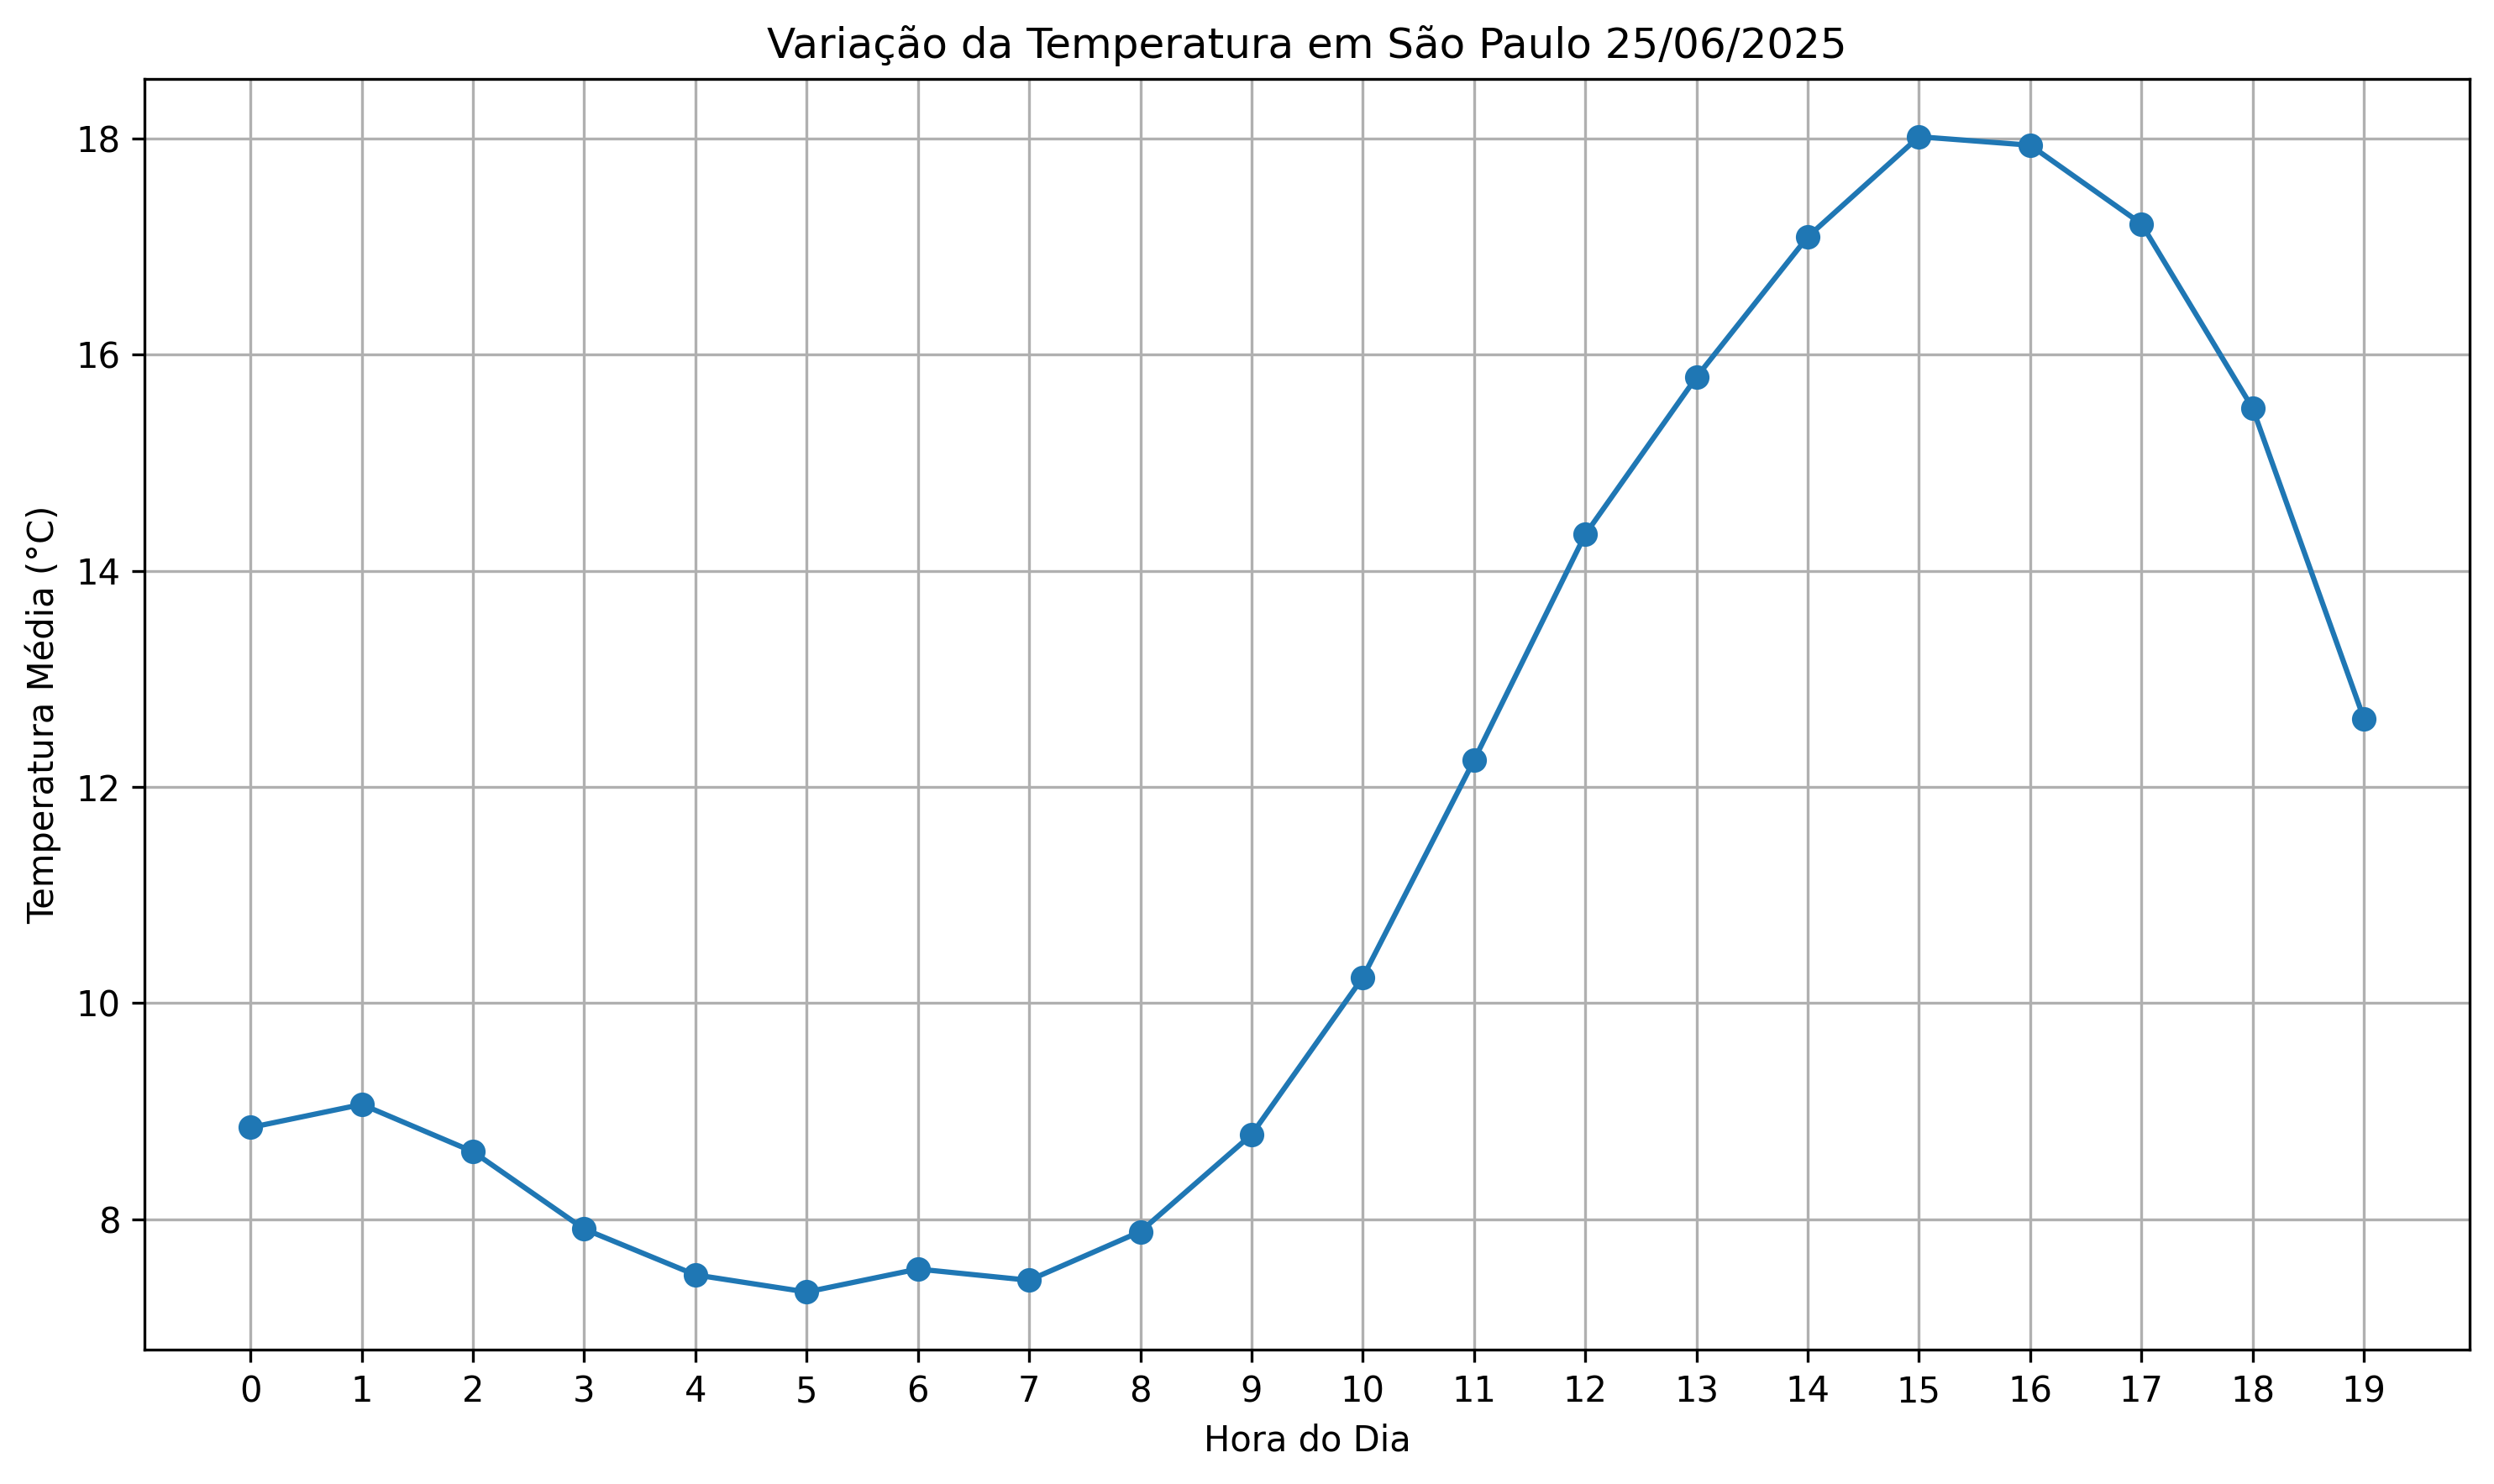 Variação da Temperatura em São Paulo 25/06/2025
Temperatura Média (°C)
18
16
14
12
10
8
0 1 2 3 4 5 6 7 8 9 10 11 12 13 14 15 16 17 18 19
Hora do Dia